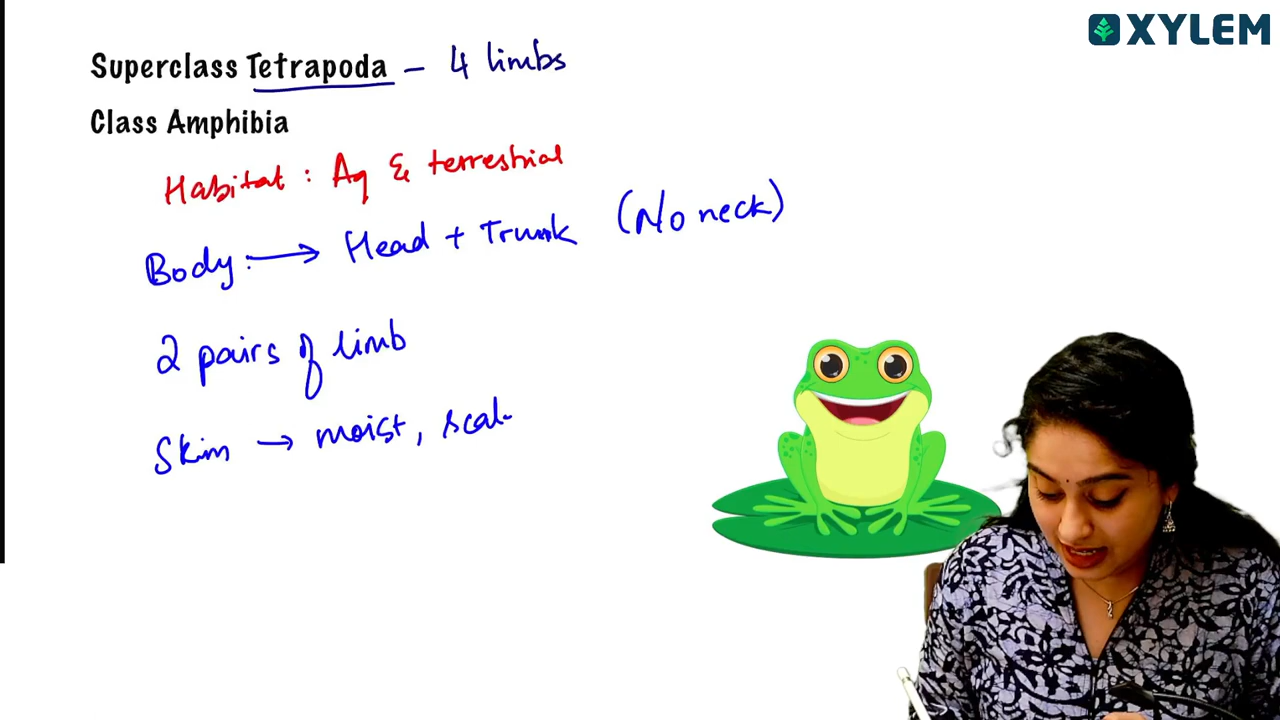 XYLEM
Superclass Tetrapoda – 4 limbs
Class Amphibia
Habitat : Aq & terrestrial
Body : → Head + Trunk (No neck)
2 pairs of limb
Skin → moist, scal